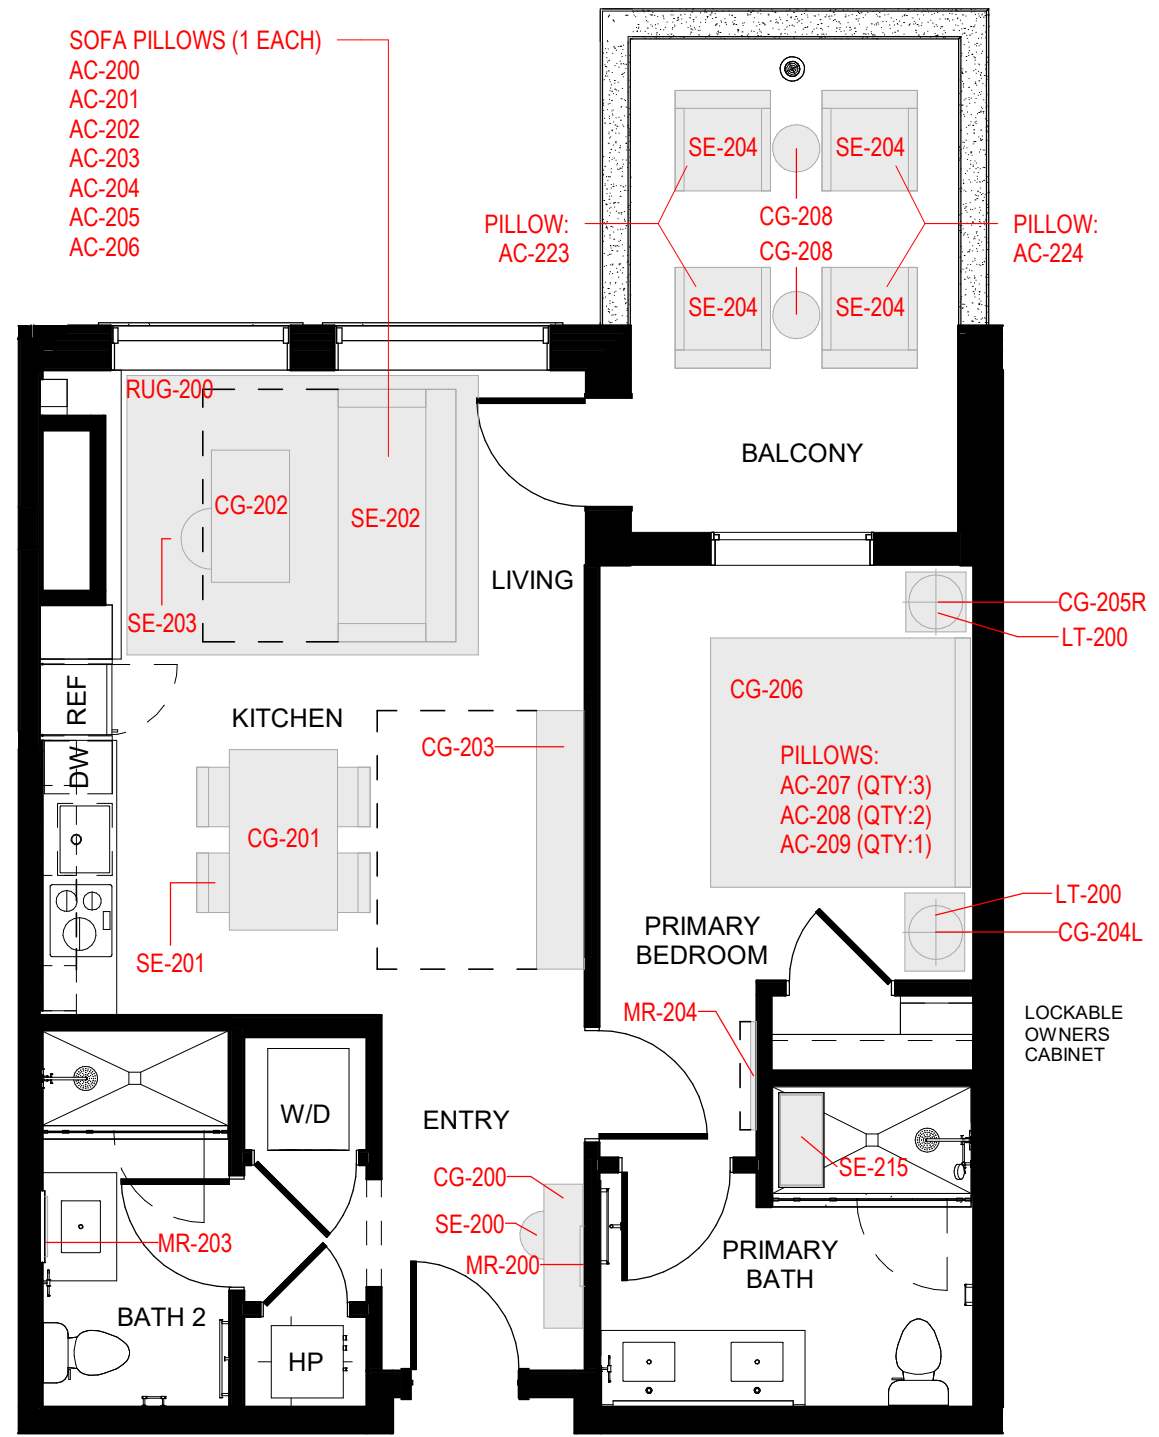 SOFA PILLOWS (1 EACH)
AC-200
AC-201
AC-202
AC-203
AC-204
AC-205
AC-206
SE-204
SE-204
CG-208
PILLOW:
AC-223
PILLOW:
AC-224
CG-208
SE-204
SE-204
RUG-200
BALCONY
CG-202
SE-202
LIVING
SE-203
CG-205R
LT-200
REF
KITCHEN
CG-206
CG-203
DW
PILLOWS:
AC-207 (QTY:3)
AC-208 (QTY:2)
AC-209 (QTY:1)
CG-201
LT-200
CG-204L
PRIMARY
BEDROOM
SE-201
MR-204
LOCKABLE
OWNERS
CABINET
W/D
ENTRY
SE-215
CG-200
SE-200
MR-203
MR-200
PRIMARY
BATH
BATH 2
HP